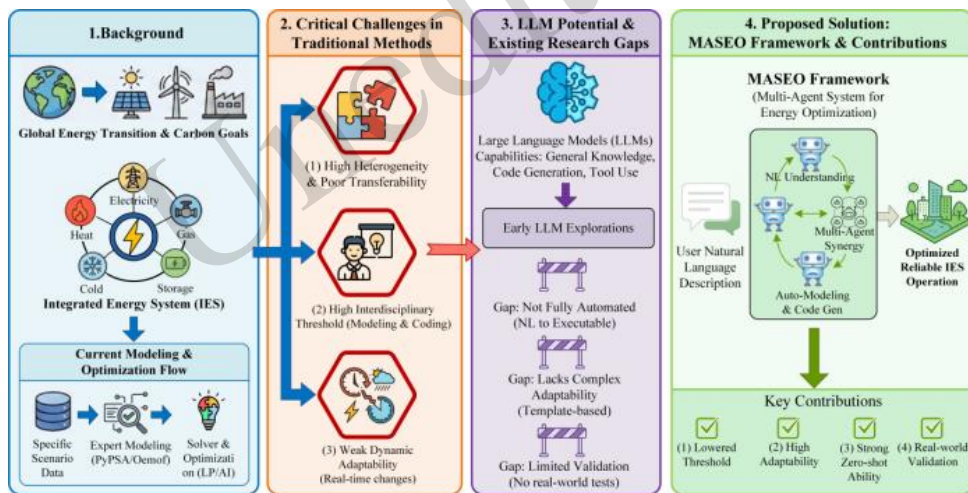 1.Background
Global Energy Transition & Carbon Goals
Electricity
Heat
Gas
Cold
Storage
Integrated Energy System (IES)
Current Modeling &
Optimization Flow
Specific
Scenario
Data
Expert Modeling
(PyPSA/Oemof)
Solver &
Optimizati
on (LP/AI)
2. Critical Challenges in
Traditional Methods
(1) High Heterogeneity
& Poor Transferability
(2) High Interdisciplinary
Threshold (Modeling & Coding)
(3) Weak Dynamic
Adaptability
(Real-time changes)
3. LLM Potential &
Existing Research Gaps
Large Language Models (LLMs)
Capabilities: General Knowledge,
Code Generation, Tool Use
Early LLM Explorations
Gap: Not Fully Automated
(NL to Executable)
Gap: Lacks Complex
Adaptability
(Template-based)
Gap: Limited Validation
(No real-world tests)
4. Proposed Solution:
MASEO Framework & Contributions
MASEO Framework
(Multi-Agent System for
Energy Optimization)
User Natural
Language
Description
NL Understanding
Multi-Agent
Synergy
Auto-Modeling
& Code Gen
Optimized
Reliable IES
Operation
Key Contributions
(1) Lowered
Threshold
(2) High
Adaptability
(3) Strong
Zero-shot
Ability
(4) Real-world
Validation